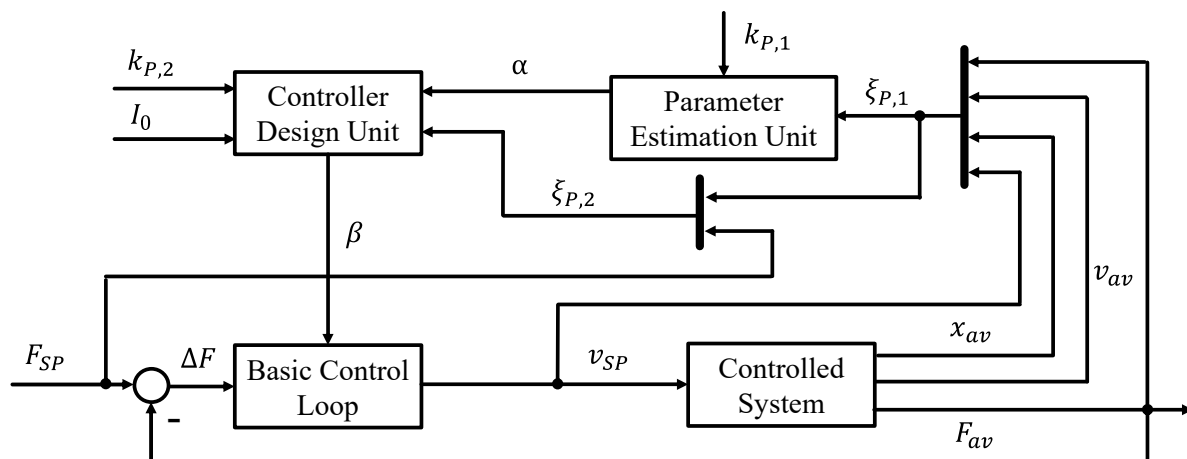 k_{P,1}
k_{P,2}
α
ξ_{P,1}
Controller
Design Unit
Parameter
Estimation Unit
I_0
ξ_{P,2}
β
v_{av}
x_{av}
F_{SP}
ΔF
Basic Control
Loop
v_{SP}
Controlled
System
F_{av}
-